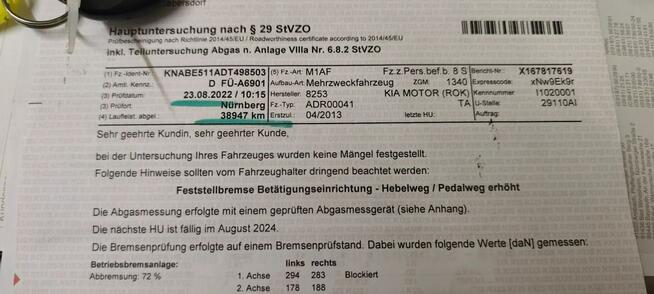 bersdorf
Hauptuntersuchung nach § 29 StVZO
Prüfbescheinigung nach Richtlinie 2014/45/EU / Roadworthiness certificate according to 2014/45/EU
inkl. Teiluntersuchung Abgas n. Anlage VIIIa Nr. 6.8.2 StVZO
(1) Fz.-Ident-Nr. KNABE511ADT498503 (5) Fz.-Art: M1AF Fz.z.Pers.bef.b. 8 S Bericht-Nr. X167817619
(2) Amtl. Kennz. D FÜ-A6901 Aufbau-Art: Mehrzweckfahrzeug ZGM: 1340 Expresscode: xNw9Ek9r
(3) Prüfdatum: 23.08.2022 / 10:15 Hersteller: 8253 KIA MOTOR (ROK) Kennnummer I1020001
(3) Prüfort: Nürnberg Fz.-Typ: ADR00041 TA U-Stelle: 29110AI
(4) Laufleist. abgel.: 38947 km Erstzul.: 04/2013 letzte HU: Auftrag:
Sehr geehrte Kundin, sehr geehrter Kunde,
bei der Untersuchung Ihres Fahrzeuges wurden keine Mängel festgestellt.
Folgende Hinweise sollten vom Fahrzeughalter dringend beachtet werden:
Feststellbremse Betätigungseinrichtung - Hebelweg / Pedalweg erhöht
Die Abgasmessung erfolgte mit einem geprüften Abgasmessgerät (siehe Anhang).
Die nächste HU ist fällig im August 2024.
Die Bremsenprüfung erfolgte auf einem Bremsenprüfstand. Dabei wurden folgende Werte [daN] gemessen:
Betriebsbremsanlage: links rechts
Abbremsung: 72 % 1. Achse 294 283 Blockiert
2. Achse 178 188